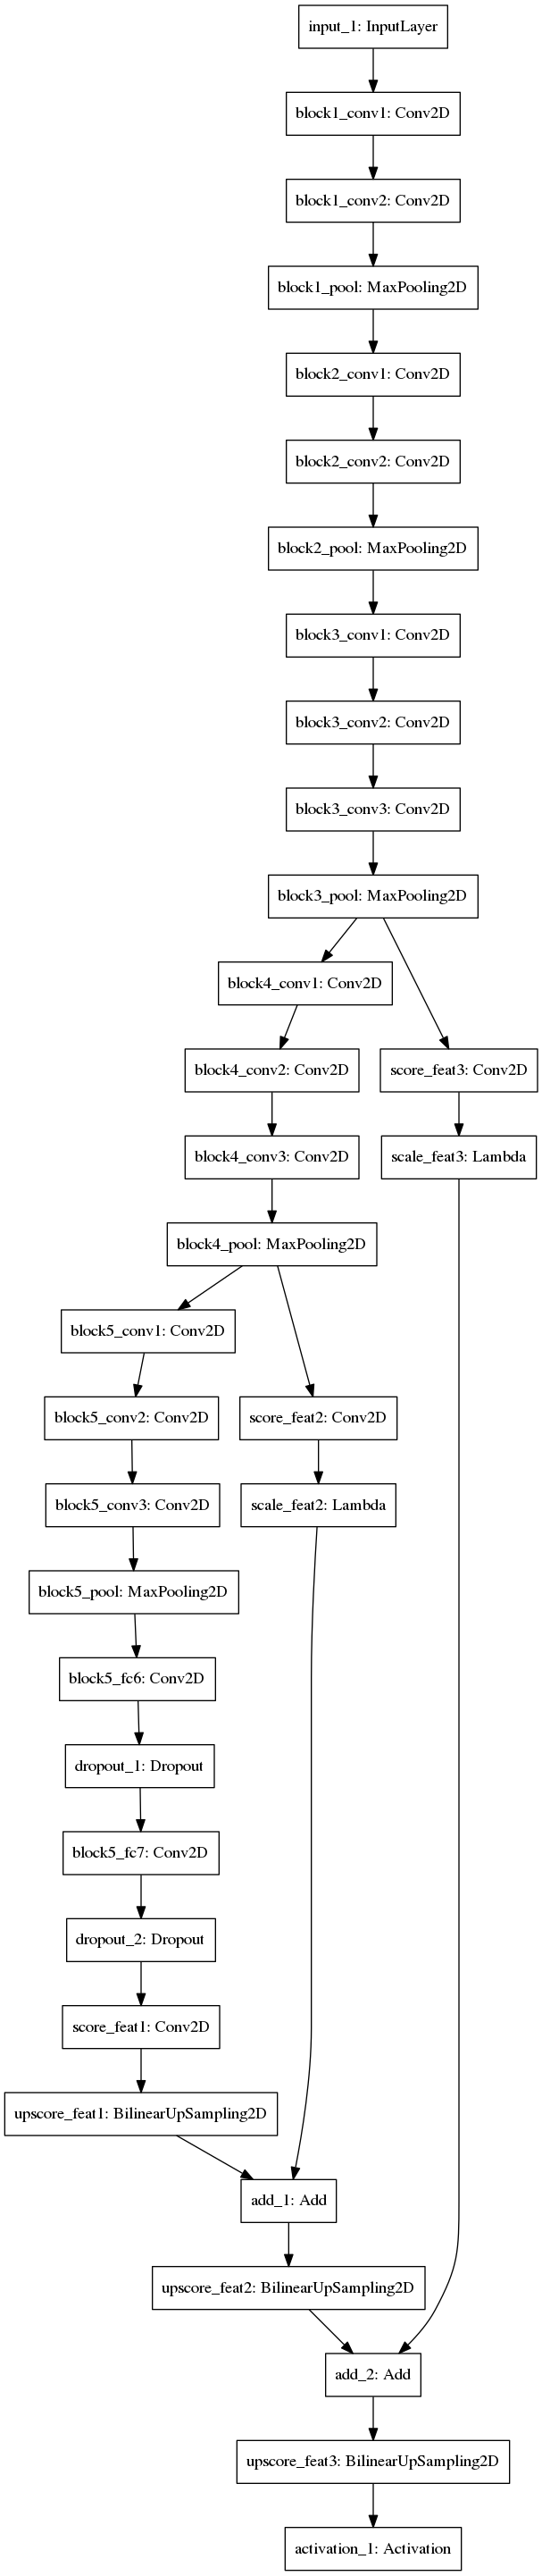 input_1: InputLayer
block1_conv1: Conv2D
block1_conv2: Conv2D
block1_pool: MaxPooling2D
block2_conv1: Conv2D
block2_conv2: Conv2D
block2_pool: MaxPooling2D
block3_conv1: Conv2D
block3_conv2: Conv2D
block3_conv3: Conv2D
block3_pool: MaxPooling2D
block4_conv1: Conv2D
block4_conv2: Conv2D
score_feat3: Conv2D
block4_conv3: Conv2D
scale_feat3: Lambda
block4_pool: MaxPooling2D
block5_conv1: Conv2D
block5_conv2: Conv2D
score_feat2: Conv2D
block5_conv3: Conv2D
scale_feat2: Lambda
block5_pool: MaxPooling2D
block5_fc6: Conv2D
dropout_1: Dropout
block5_fc7: Conv2D
dropout_2: Dropout
score_feat1: Conv2D
upscore_feat1: BilinearUpSampling2D
add_1: Add
upscore_feat2: BilinearUpSampling2D
add_2: Add
upscore_feat3: BilinearUpSampling2D
activation_1: Activation